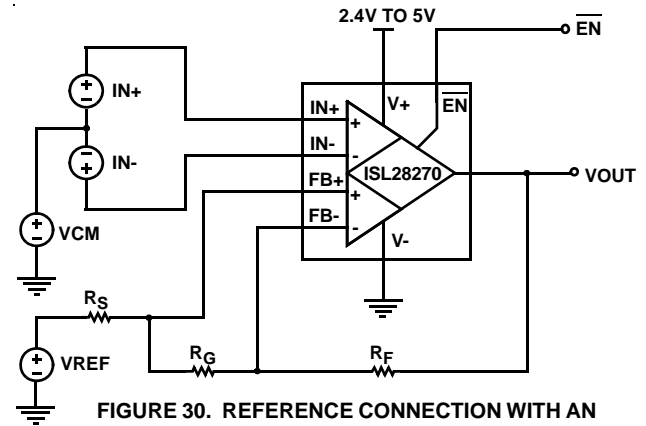 2.4V TO 5V
EN
IN+
IN+
V+
EN
+
IN-
-
IN-
ISL28270
VOUT
FB+
+
FB-
-
V-
VCM
RS
RG
RF
VREF
FIGURE 30. REFERENCE CONNECTION WITH AN